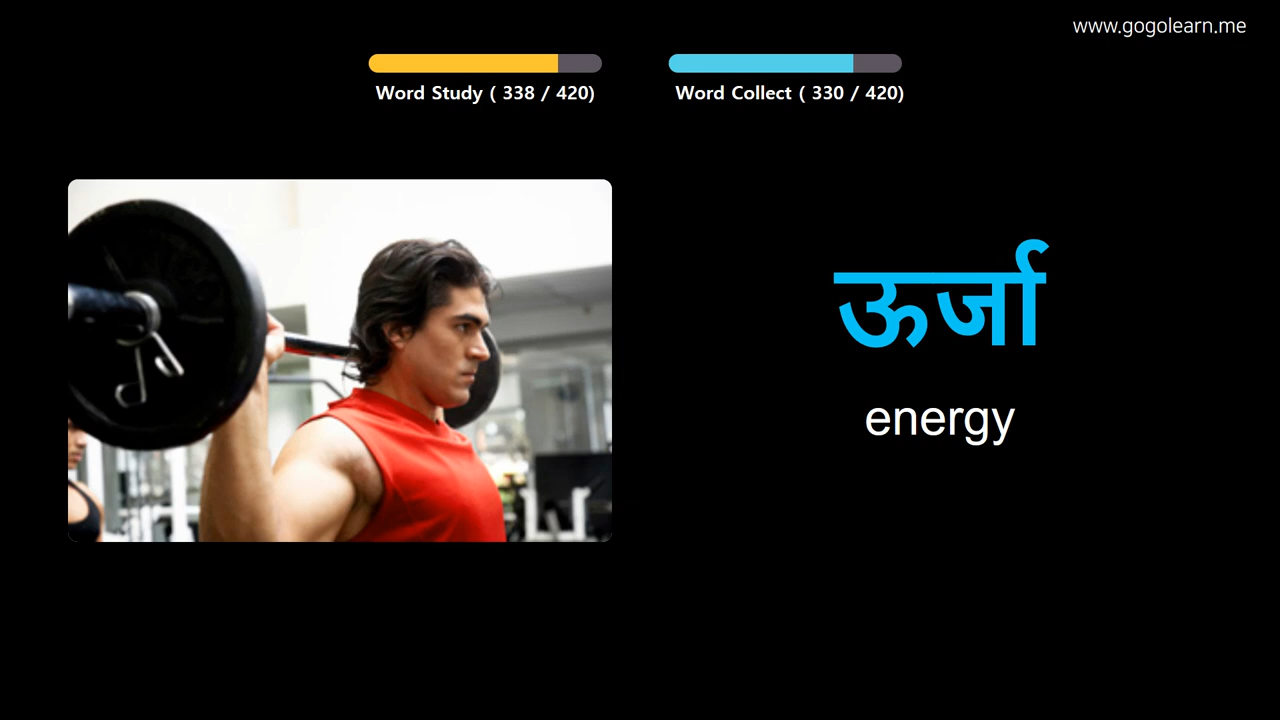 www.gogolearn.me
Word Study ( 338 / 420)
Word Collect ( 330 / 420)
ऊर्जा
energy